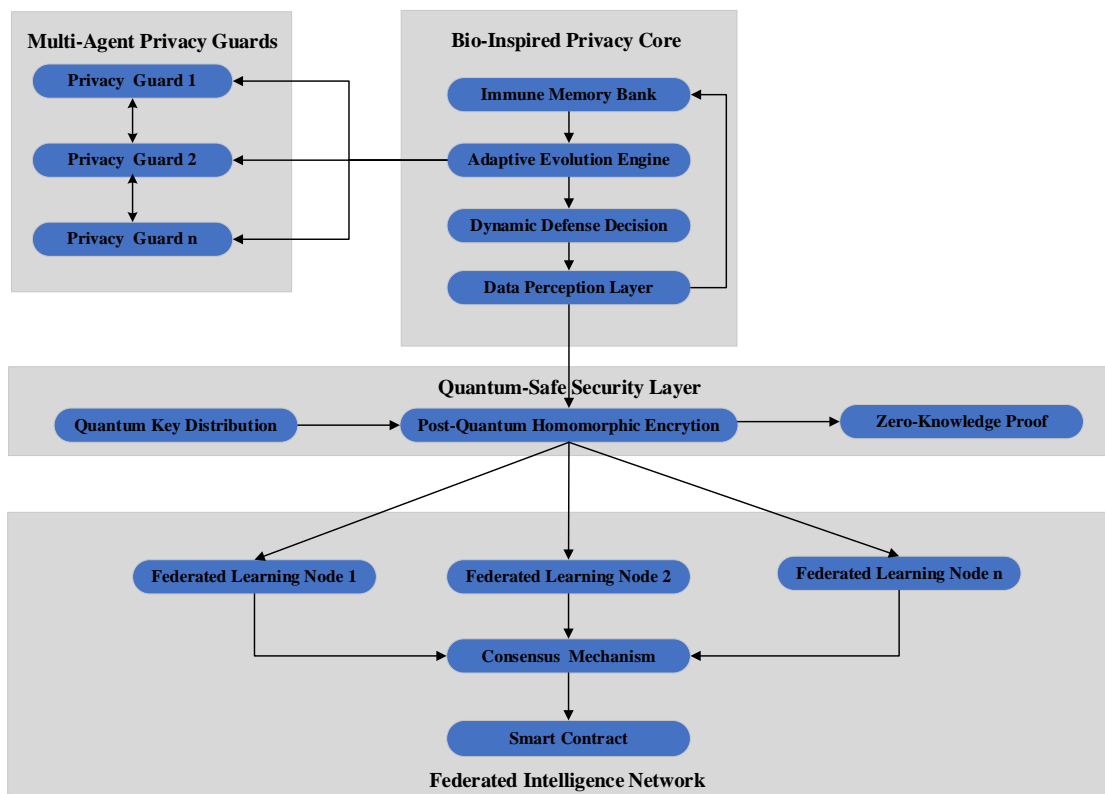 Multi-Agent Privacy Guards
Privacy Guard 1
Privacy Guard 2
Privacy Guard n
Bio-Inspired Privacy Core
Immune Memory Bank
Adaptive Evolution Engine
Dynamic Defense Decision
Data Perception Layer
Quantum-Safe Security Layer
Quantum Key Distribution
Post-Quantum Homomorphic Encrytion
Zero-Knowledge Proof
Federated Learning Node 1
Federated Learning Node 2
Federated Learning Node n
Consensus Mechanism
Smart Contract
Federated Intelligence Network